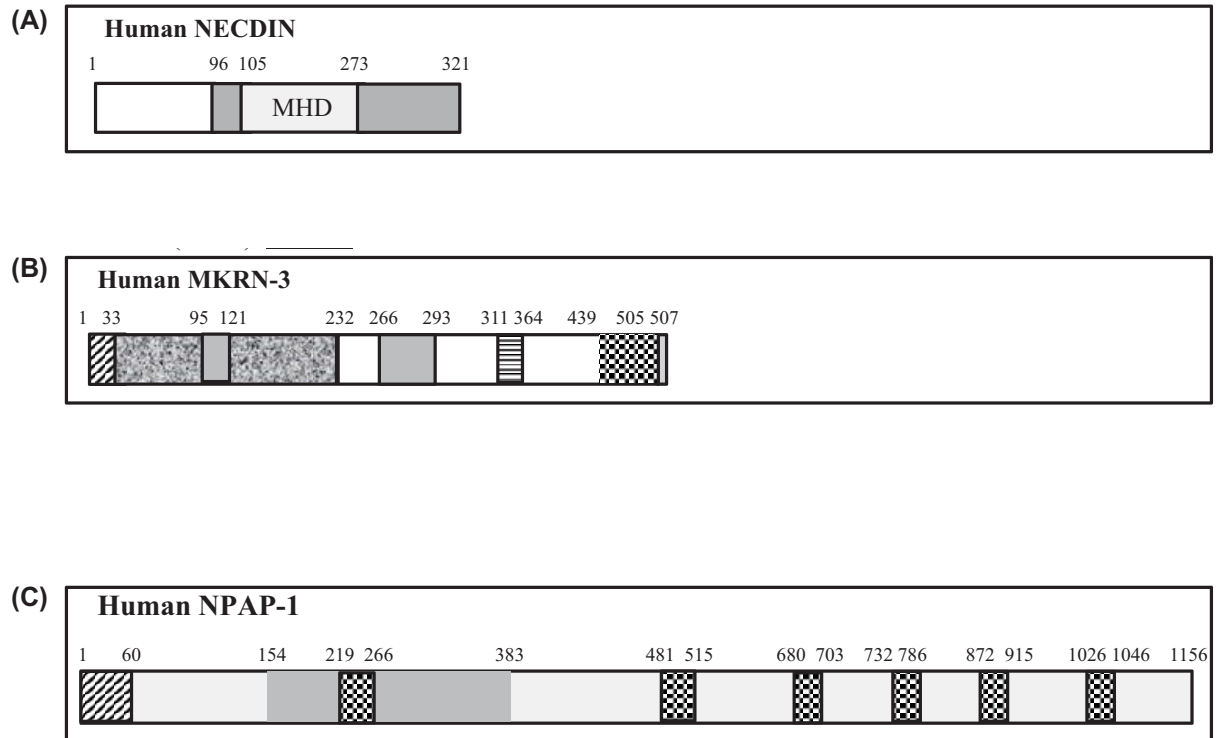 (A)
Human NECDIN
1 96 105 273 321
MHD
(B)
Human MKRN-3
1 33 95 121 232 266 293 311 364 439 505 507
(C)
Human NPAP-1
1 60 154 219 266 383 481 515 680 703 732 786 872 915 1026 1046 1156